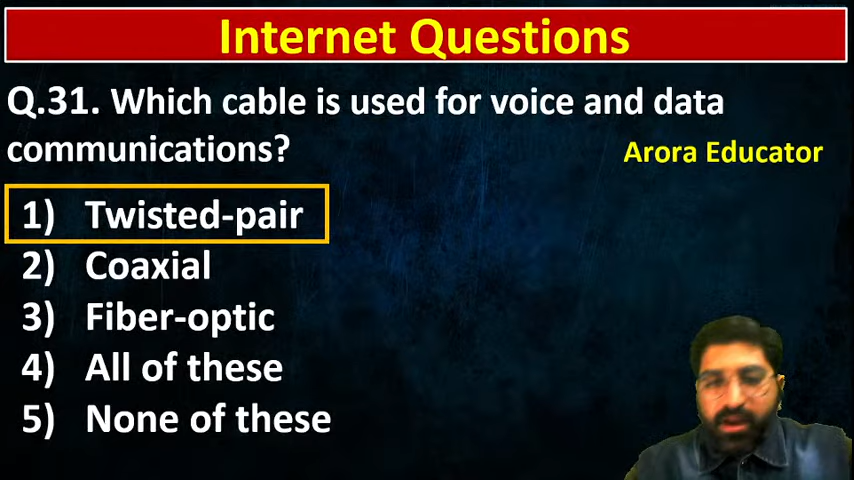 Internet Questions
Q.31. Which cable is used for voice and data
communications?
Arora Educator
1) Twisted-pair
2) Coaxial
3) Fiber-optic
4) All of these
5) None of these